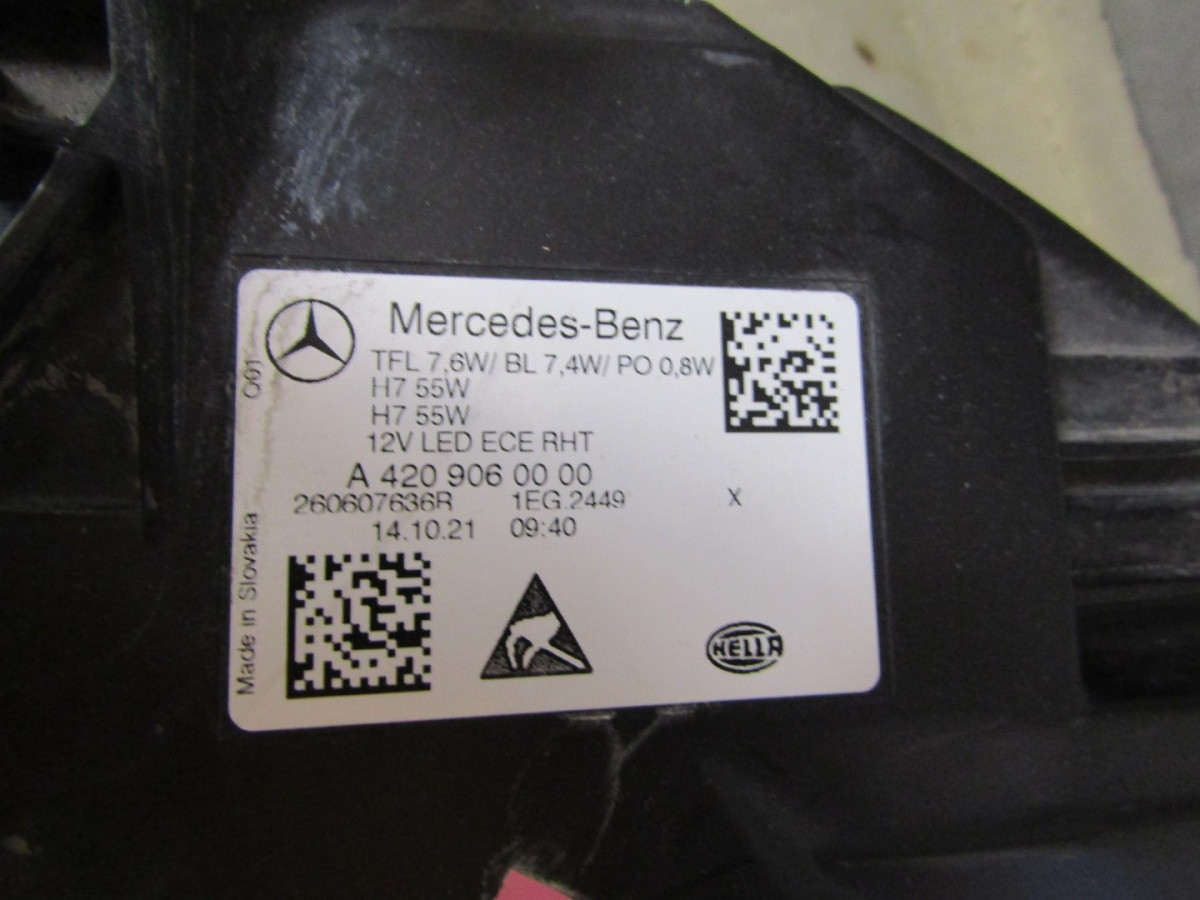 Mercedes-Benz
TFL 7,6W/ BL 7,4W/ PO 0,8W
H7 55W
H7 55W
12V LED ECE RHT
A 420 906 00 00
260607636R 1EG.2449 X
14.10.21 09:40
Made in Slovakia
O01
HELLA